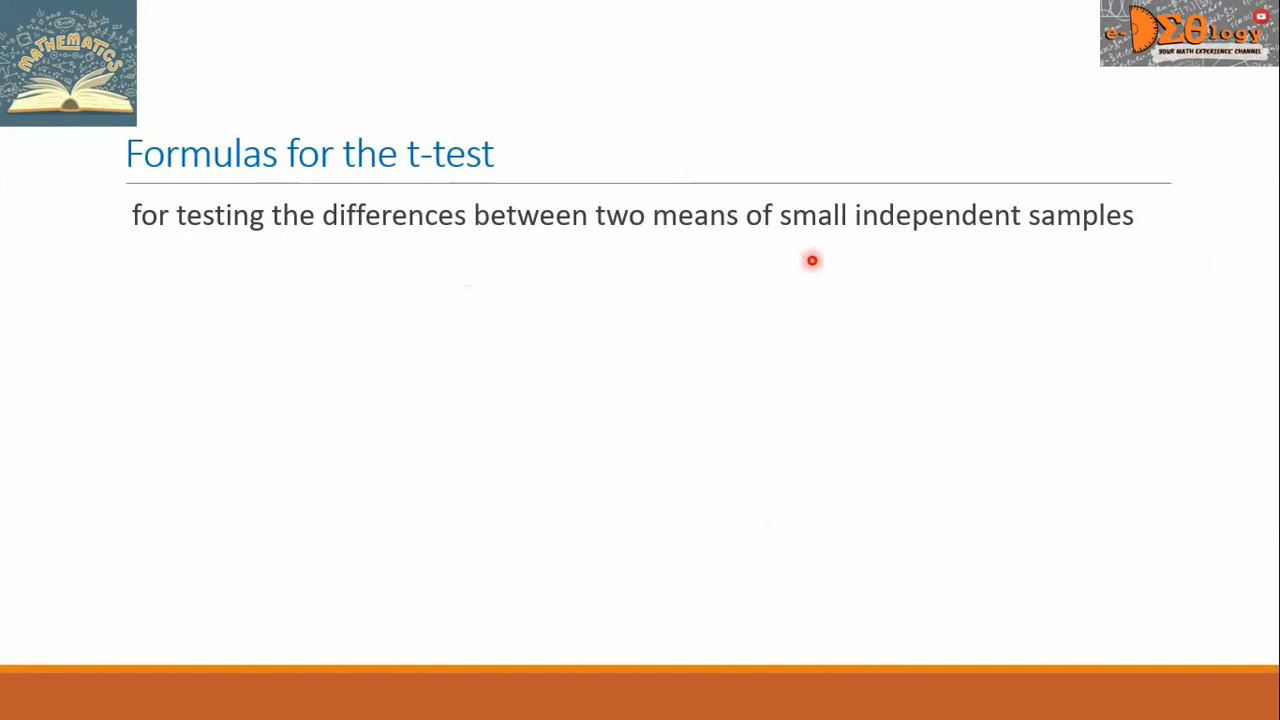 MATHEMATICS
e-DΣθlogy
YOUR MATH EXPERIENCE CHANNEL
Formulas for the t-test
for testing the differences between two means of small independent samples